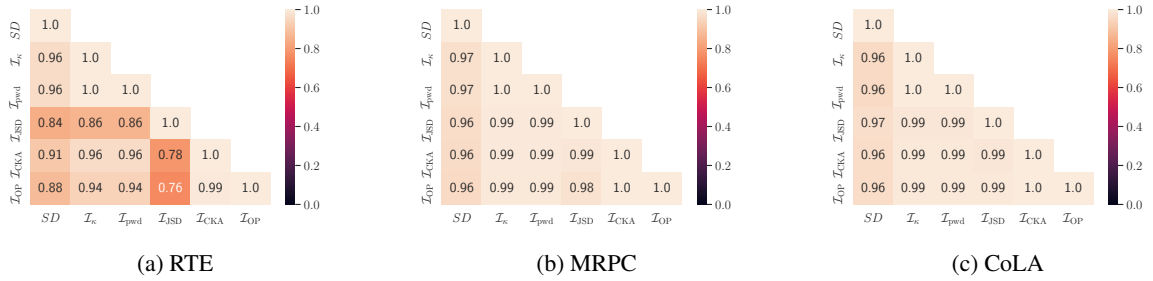 SD 1.0
I_κ 0.96 1.0
I_pwd 0.96 1.0 1.0
I_JSD 0.84 0.86 0.86 1.0
I_CKA 0.91 0.96 0.96 0.78 1.0
I_OP 0.88 0.94 0.94 0.76 0.99 1.0
SD I_κ I_pwd I_JSD I_CKA I_OP
1.0
0.8
0.6
0.4
0.2
0.0
(a) RTE
SD 1.0
I_κ 0.97 1.0
I_pwd 0.97 1.0 1.0
I_JSD 0.96 0.99 0.99 1.0
I_CKA 0.96 0.99 0.99 0.99 1.0
I_OP 0.96 0.99 0.99 0.98 1.0 1.0
SD I_κ I_pwd I_JSD I_CKA I_OP
1.0
0.8
0.6
0.4
0.2
0.0
(b) MRPC
SD 1.0
I_κ 0.96 1.0
I_pwd 0.96 1.0 1.0
I_JSD 0.97 0.99 0.99 1.0
I_CKA 0.96 0.99 0.99 0.99 1.0
I_OP 0.96 0.99 0.99 0.99 1.0 1.0
SD I_κ I_pwd I_JSD I_CKA I_OP
1.0
0.8
0.6
0.4
0.2
0.0
(c) CoLA